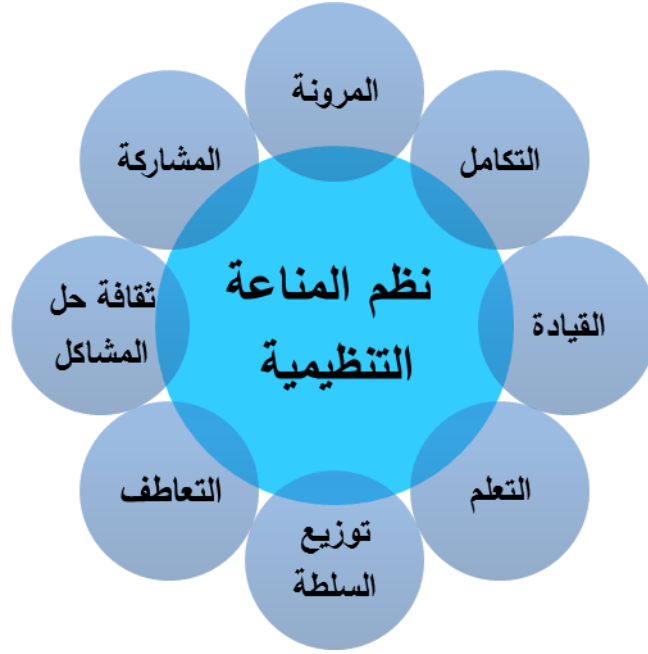 المرونة
التكامل
المشاركة
نظم المناعة
التنظيمية
القيادة
ثقافة حل
المشاكل
التعلم
التعاطف
توزيع
السلطة